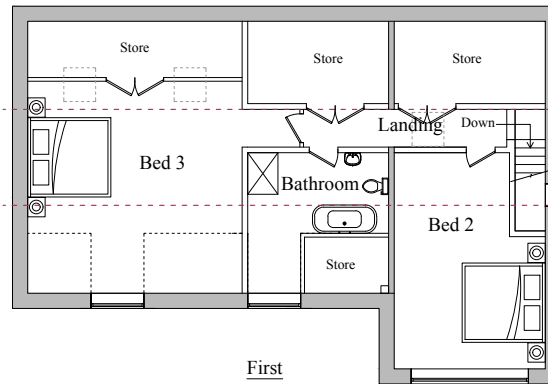 Store
Store
Store
Landing
Down
Bed 3
Bathroom
Bed 2
Store
First